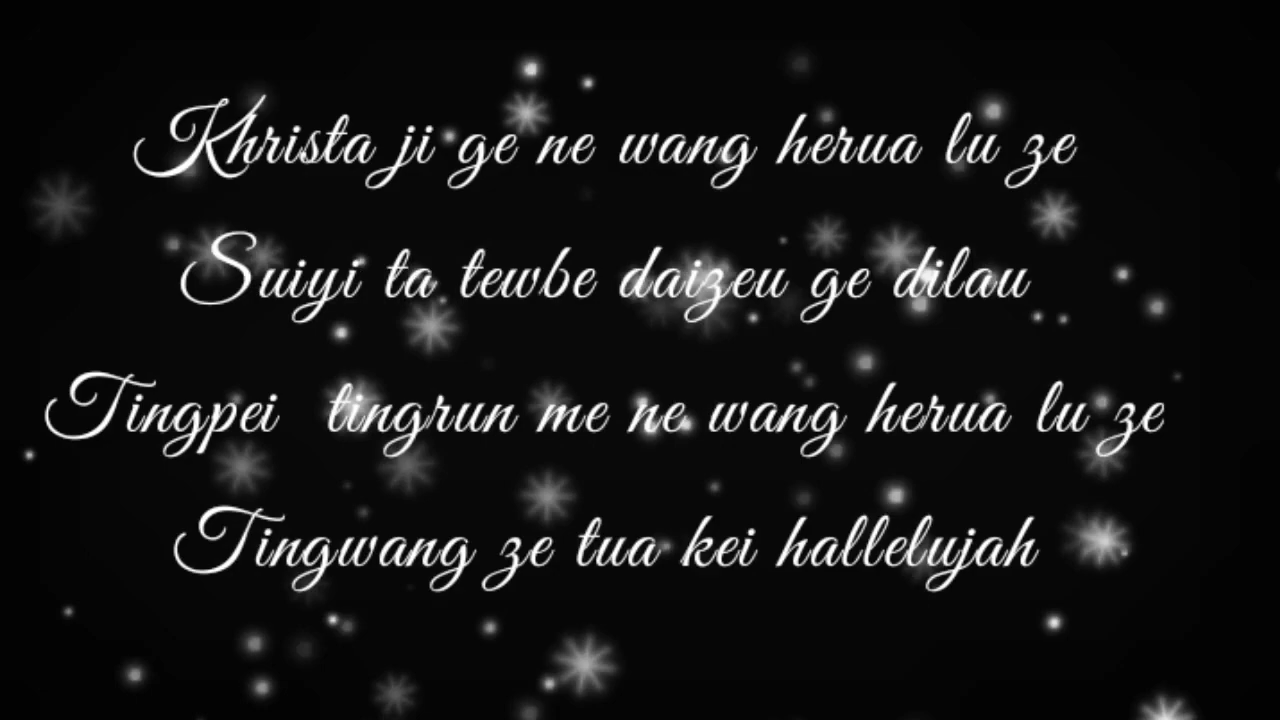 Khrista ji ge ne wang herua lu ze
Suiyi ta tewbe daizeu ge dilau
Tingpei tingrun me ne wang herua lu ze
Tingwang ze tua kei hallelujah